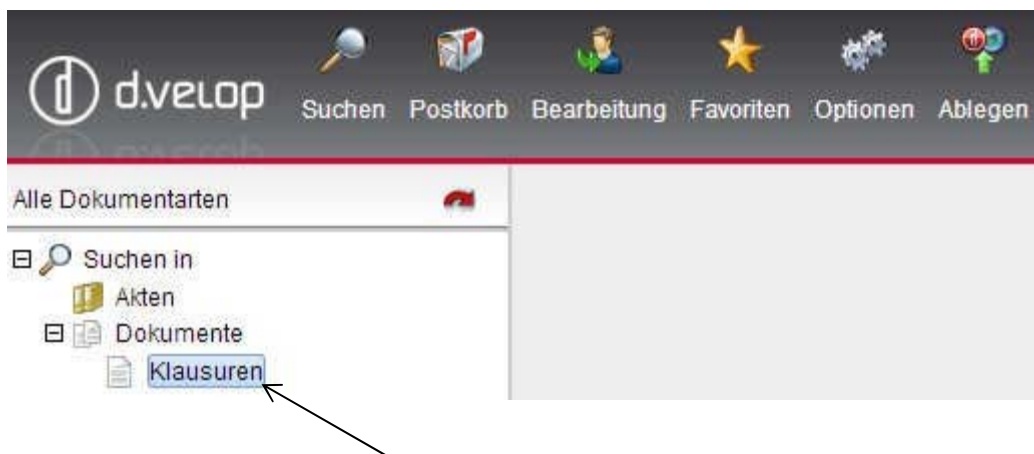 d.velop
Suchen Postkorb Bearbeitung Favoriten Optionen Ablegen
Alle Dokumentarten
Suchen in
Akten
Dokumente
Klausuren